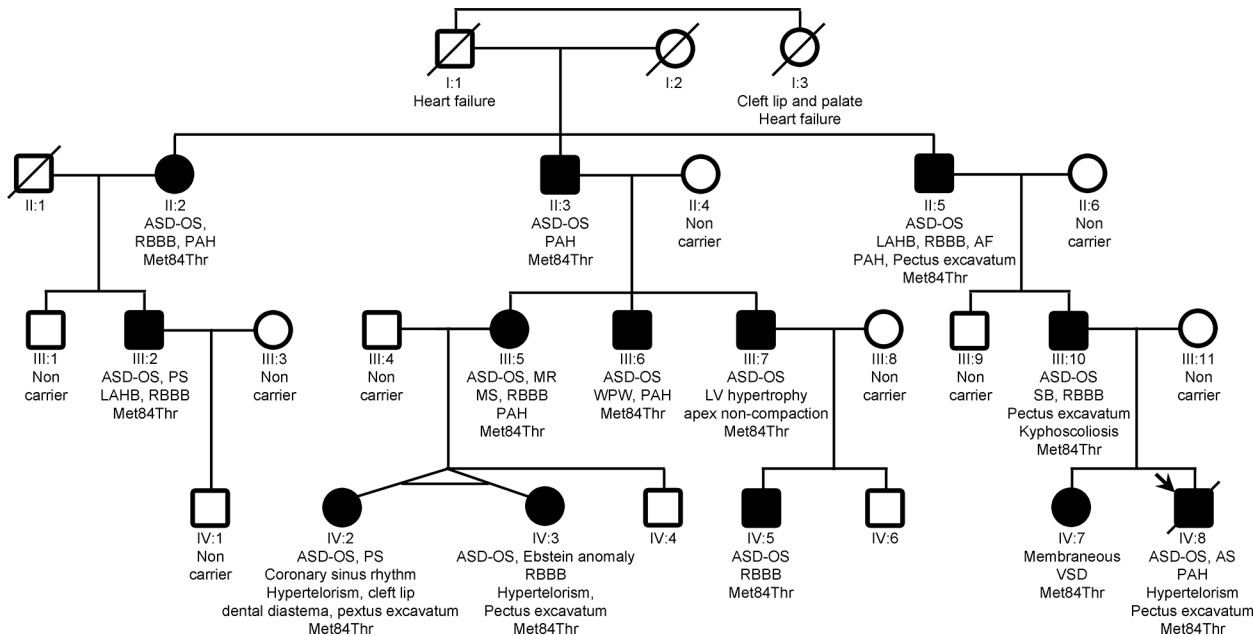 I:1
Heart failure
I:2
I:3
Cleft lip and palate
Heart failure
II:1
II:2
ASD-OS,
RBBB, PAH
Met84Thr
II:3
ASD-OS
PAH
Met84Thr
II:4
Non
carrier
II:5
ASD-OS
LAHB, RBBB, AF
PAH, Pectus excavatum
Met84Thr
II:6
Non
carrier
III:1
Non
carrier
III:2
ASD-OS, PS
LAHB, RBBB
Met84Thr
III:3
Non
carrier
III:4
Non
carrier
III:5
ASD-OS, MR
MS, RBBB
PAH
Met84Thr
III:6
ASD-OS
WPW, PAH
Met84Thr
III:7
ASD-OS
LV hypertrophy
apex non-compaction
Met84Thr
III:8
Non
carrier
III:9
Non
carrier
III:10
ASD-OS
SB, RBBB
Pectus excavatum
Kyphoscoliosis
Met84Thr
III:11
Non
carrier
IV:1
Non
carrier
IV:2
ASD-OS, PS
Coronary sinus rhythm
Hypertelorism, cleft lip
dental diastema, pextus excavatum
Met84Thr
IV:3
ASD-OS, Ebstein anomaly
RBBB
Hypertelorism,
Pectus excavatum
Met84Thr
IV:4
IV:5
ASD-OS
RBBB
Met84Thr
IV:6
IV:7
Membraneous
VSD
Met84Thr
IV:8
ASD-OS, AS
PAH
Hypertelorism
Pectus excavatum
Met84Thr